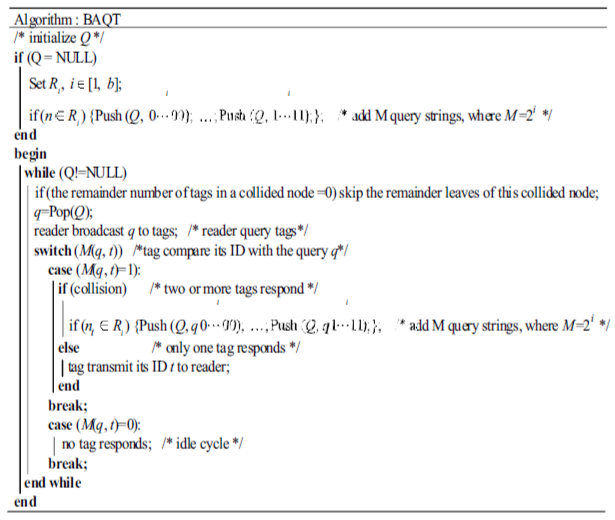 Algorithm : BAQT
/* initialize Q */
if (Q = NULL)
Set R_i, i ∈ [1, b];
if(n ∈ R_i) {Push (Q, 0···00); ...; Push (Q, 1···11);}; /* add M query strings, where M=2^i */
end
begin
while (Q!=NULL)
if(the remainder number of tags in a collided node =0) skip the remainder leaves of this collided node;
q=Pop(Q);
reader broadcast q to tags; /* reader query tags*/
switch (M(q, t)) /*tag compare its ID with the query q*/
case (M(q, t)=1):
if (collision) /* two or more tags respond */
if (n_t ∈ R_i) {Push (Q, q0···00); ...; Push (Q, q1···11);}; /* add M query strings, where M=2^i */
else /* only one tag responds */
tag transmit its ID t to reader;
end
break;
case (M(q, t)=0):
no tag responds; /* idle cycle */
break;
end while
end